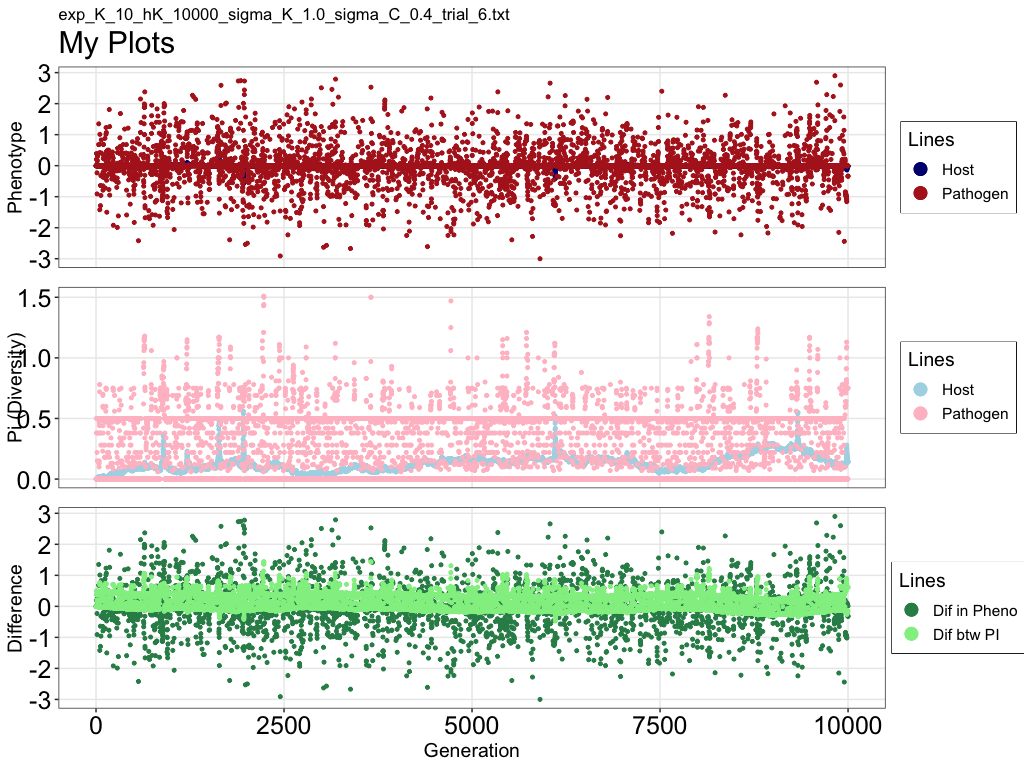 exp_K_10_hK_10000_sigma_K_1.0_sigma_C_0.4_trial_6.txt
My Plots
Phenotype
3
2
1
0
-1
-2
-3
Lines
Host
Pathogen
Pi (Diversity)
1.5
1.0
0.5
0.0
Lines
Host
Pathogen
Difference
3
2
1
0
-1
-2
-3
Lines
Dif in Pheno
Dif btw PI
0 2500 5000 7500 10000
Generation